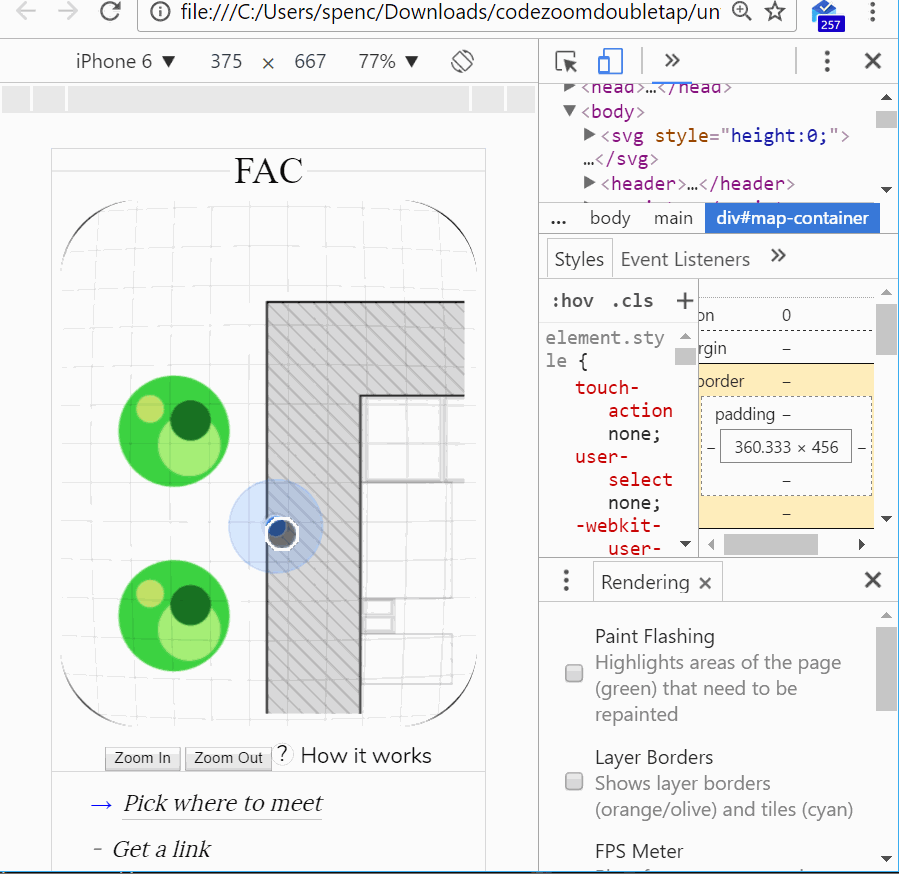 file:///C:/Users/spenc/Downloads/codezoomdoubletap/un
257
iPhone 6 ▼ 375 × 667 77% ▼
FAC
Zoom In Zoom Out ? How it works
→ Pick where to meet
- Get a link
▶<head>…</head>
▼<body>
▶<svg style="height:0;">
…</svg>
▶<header>…</header>
... body main div#map-container
Styles Event Listeners »
:hov .cls +
element.sty
le {
touch-
action
none;
user-
select
none;
-webkit-
user-
on 0
rgin –
border –
padding –
– 360.333 × 456 –
–
–
Rendering ×
Paint Flashing
Highlights areas of the page
(green) that need to be
repainted
Layer Borders
Shows layer borders
(orange/olive) and tiles (cyan)
FPS Meter